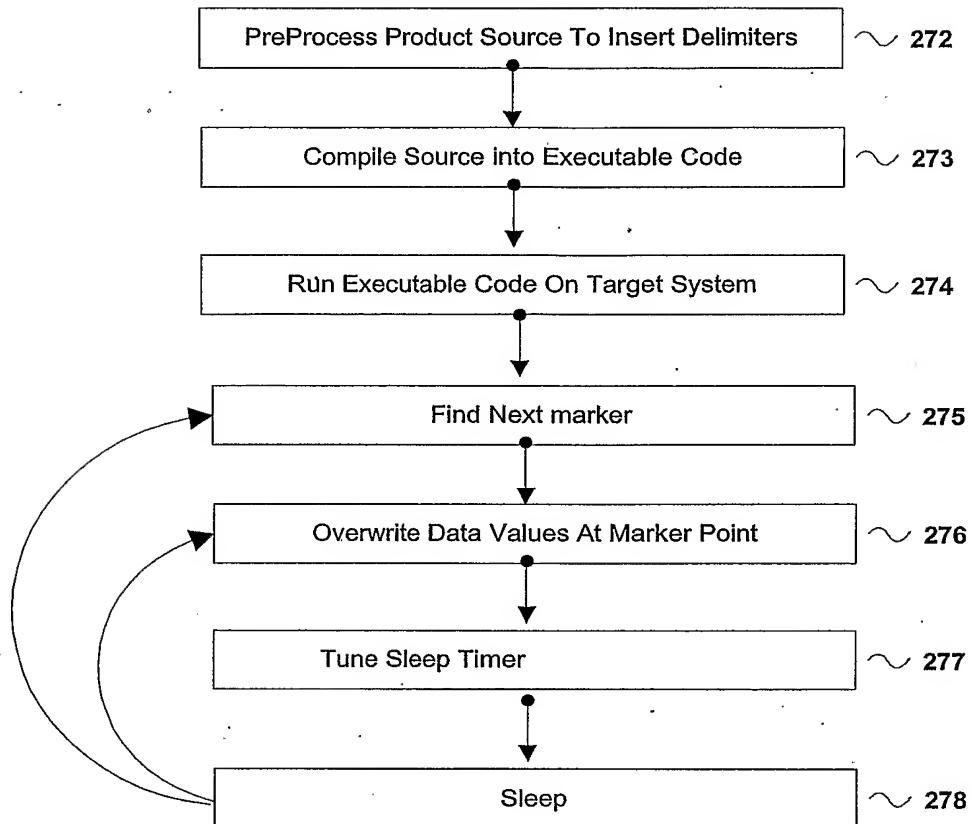 PreProcess Product Source To Insert Delimiters 272
Compile Source into Executable Code 273
Run Executable Code On Target System 274
Find Next marker 275
Overwrite Data Values At Marker Point 276
Tune Sleep Timer 277
Sleep 278